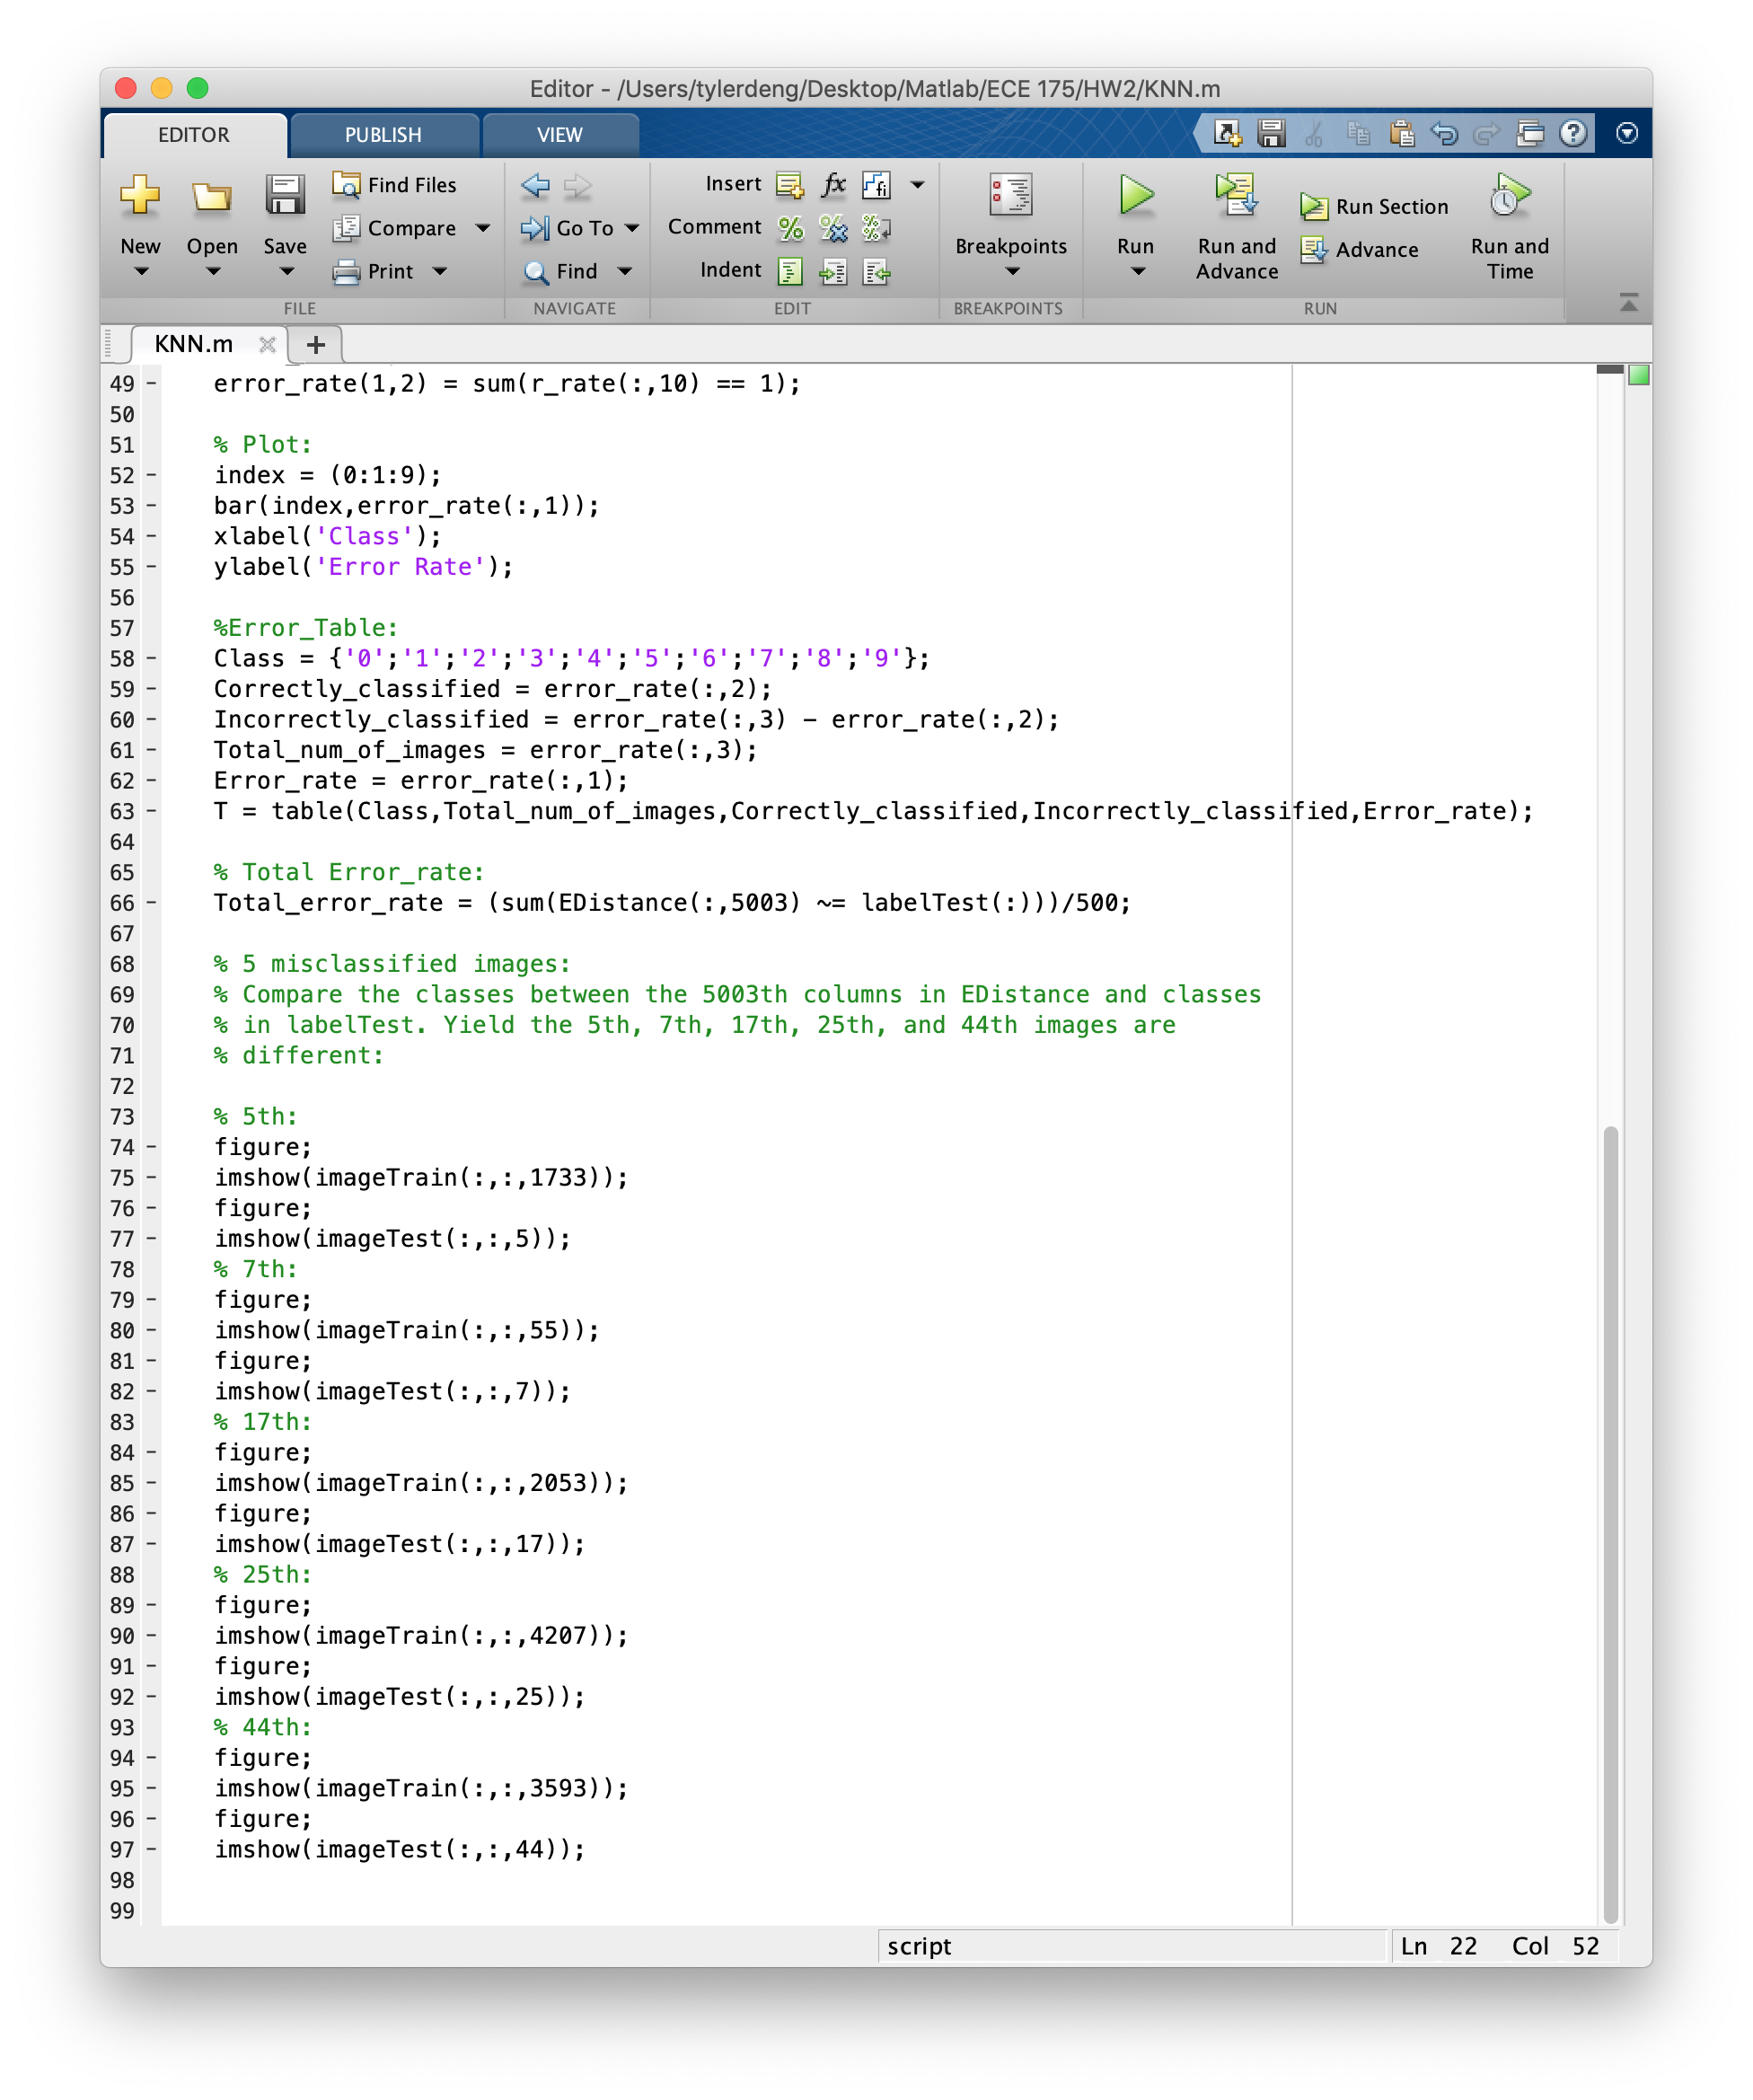 Editor - /Users/tylerdeng/Desktop/Matlab/ECE 175/HW2/KNN.m
EDITOR PUBLISH VIEW
New
Open
Save
Find Files
Compare
Print
FILE
Go To
Find
NAVIGATE
Insert fx fi
Comment % % %
Indent
EDIT
Breakpoints
BREAKPOINTS
Run
Run and Advance
Run Section
Advance
Run and Time
RUN
KNN.m
49 - error_rate(1,2) = sum(r_rate(:,10) == 1);
50
51 % Plot:
52 - index = (0:1:9);
53 - bar(index,error_rate(:,1));
54 - xlabel('Class');
55 - ylabel('Error Rate');
56
57 %Error_Table:
58 - Class = {'0';'1';'2';'3';'4';'5';'6';'7';'8';'9'};
59 - Correctly_classified = error_rate(:,2);
60 - Incorrectly_classified = error_rate(:,3) - error_rate(:,2);
61 - Total_num_of_images = error_rate(:,3);
62 - Error_rate = error_rate(:,1);
63 - T = table(Class,Total_num_of_images,Correctly_classified,Incorrectly_classified,Error_rate);
64
65 % Total Error_rate:
66 - Total_error_rate = (sum(EDistance(:,5003) ~= labelTest(:)))/500;
67
68 % 5 misclassified images:
69 % Compare the classes between the 5003th columns in EDistance and classes
70 % in labelTest. Yield the 5th, 7th, 17th, 25th, and 44th images are
71 % different:
72
73 % 5th:
74 - figure;
75 - imshow(imageTrain(:,:,1733));
76 - figure;
77 - imshow(imageTest(:,:,5));
78 % 7th:
79 - figure;
80 - imshow(imageTrain(:,:,55));
81 - figure;
82 - imshow(imageTest(:,:,7));
83 % 17th:
84 - figure;
85 - imshow(imageTrain(:,:,2053));
86 - figure;
87 - imshow(imageTest(:,:,17));
88 % 25th:
89 - figure;
90 - imshow(imageTrain(:,:,4207));
91 - figure;
92 - imshow(imageTest(:,:,25));
93 % 44th:
94 - figure;
95 - imshow(imageTrain(:,:,3593));
96 - figure;
97 - imshow(imageTest(:,:,44));
98
99
script Ln 22 Col 52